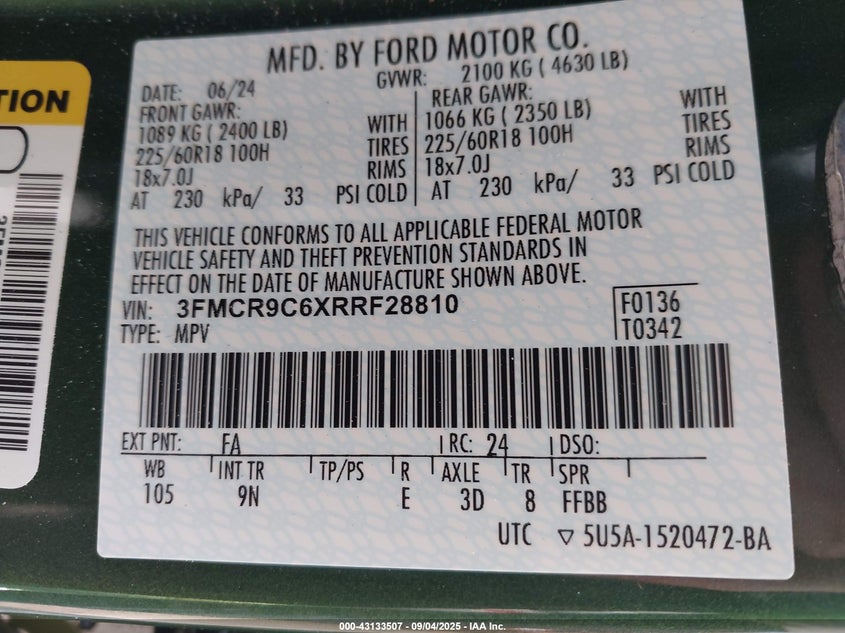 TION
MFD. BY FORD MOTOR CO.
DATE: 06/24 GVWR: 2100 KG ( 4630 LB)
FRONT GAWR: REAR GAWR:
1089 KG ( 2400 LB) WITH 1066 KG ( 2350 LB) WITH
225/60R18 100H TIRES 225/60R18 100H TIRES
18x7.0J RIMS 18x7.0J RIMS
AT 230 kPa/ 33 PSI COLD AT 230 kPa/ 33 PSI COLD
THIS VEHICLE CONFORMS TO ALL APPLICABLE FEDERAL MOTOR
VEHICLE SAFETY AND THEFT PREVENTION STANDARDS IN
EFFECT ON THE DATE OF MANUFACTURE SHOWN ABOVE.
VIN: 3FMCR9C6XRRF28810 F0136
TYPE: MPV T0342
EXT PNT: FA RC: 24 DSO:
WB INT TR TP/PS R AXLE TR SPR
105 9N E 3D 8 FFBB
UTC ▽ 5U5A-1520472-BA
000-43133507 - 09/04/2025 - IAA Inc.